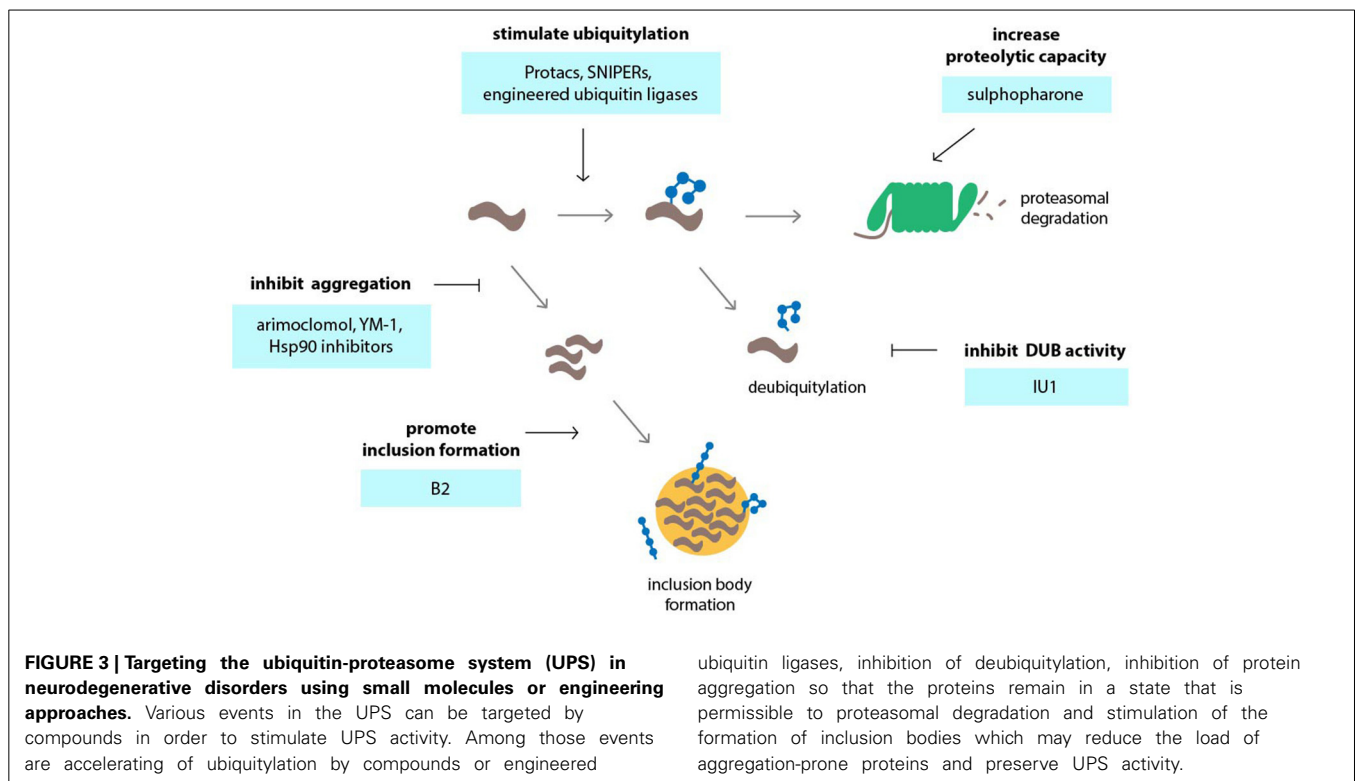 stimulate ubiquitylation
Protacs, SNIPERs,
engineered ubiquitin ligases
increase
proteolytic capacity
sulphopharone
proteasomal
degradation
inhibit aggregation
arimoclomol, YM-1,
Hsp90 inhibitors
deubiquitylation
inhibit DUB activity
IU1
promote
inclusion formation
B2
inclusion body
formation
FIGURE 3 | Targeting the ubiquitin-proteasome system (UPS) in
neurodegenerative disorders using small molecules or engineering
approaches. Various events in the UPS can be targeted by
compounds in order to stimulate UPS activity. Among those events
are accelerating of ubiquitylation by compounds or engineered
ubiquitin ligases, inhibition of deubiquitylation, inhibition of protein
aggregation so that the proteins remain in a state that is
permissible to proteasomal degradation and stimulation of the
formation of inclusion bodies which may reduce the load of
aggregation-prone proteins and preserve UPS activity.